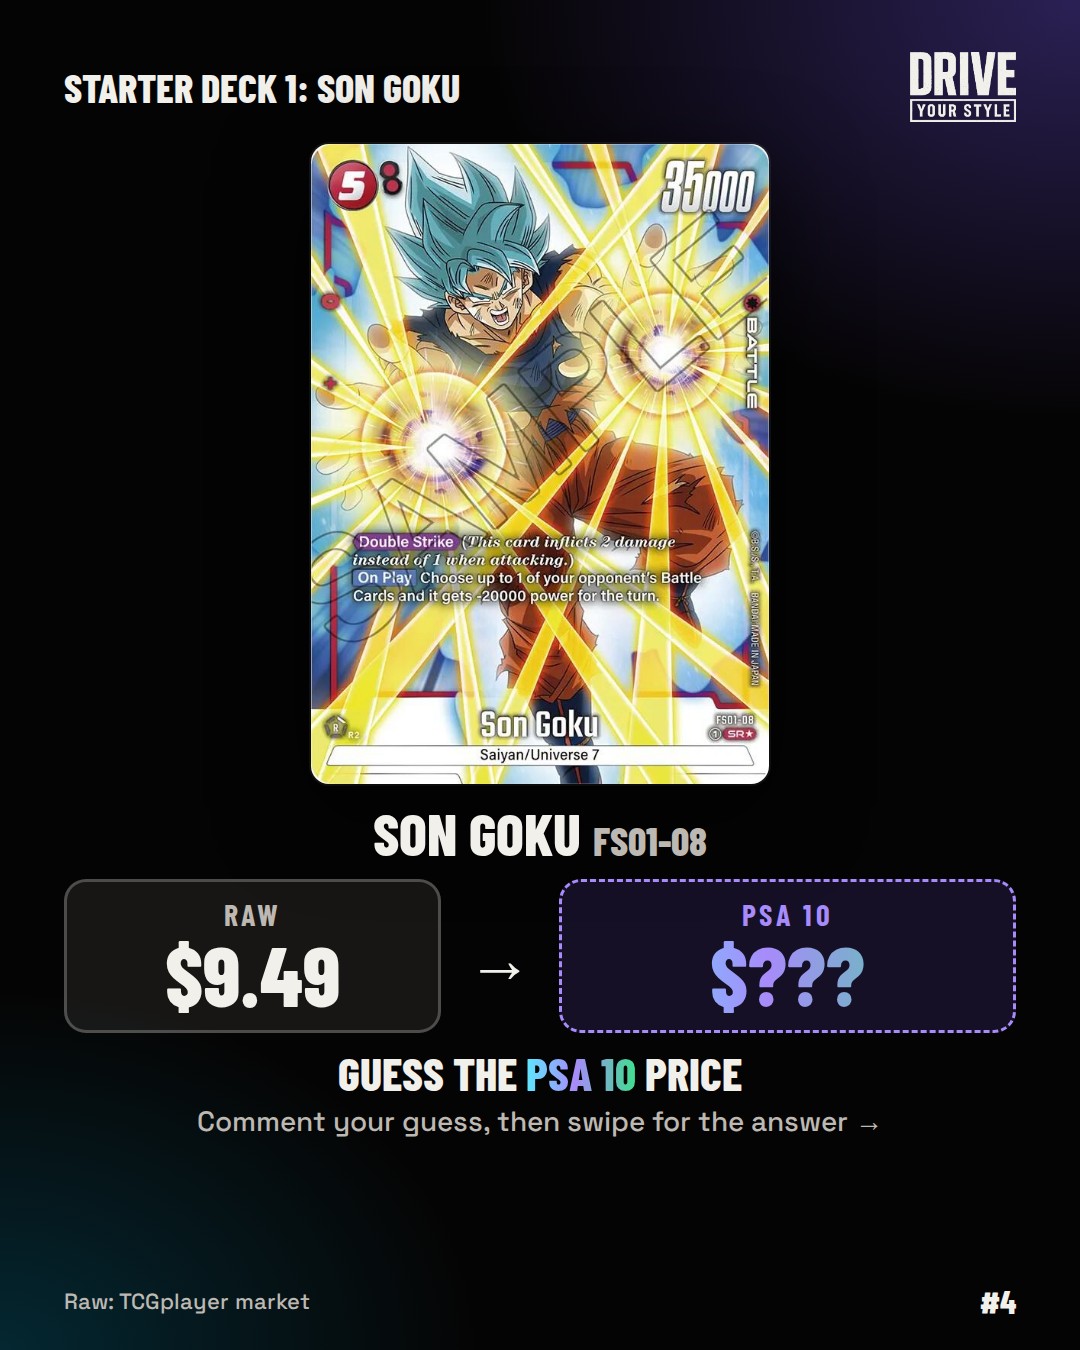 STARTER DECK 1: SON GOKU
DRIVE
YOUR STYLE
5 8
35000
SAMPLE
BATTLE
Double Strike (This card inflicts 2 damage
instead of 1 when attacking.)
On Play Choose up to 1 of your opponent's Battle
Cards and it gets -20000 power for the turn.
BANDAI MADE IN JAPAN
R R2
Son Goku
FS01-08
1 SR★
Saiyan/Universe 7
SON GOKU FS01-08
RAW
$9.49
→
PSA 10
$???
GUESS THE PSA 10 PRICE
Comment your guess, then swipe for the answer →
Raw: TCGplayer market
#4